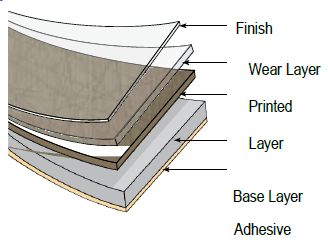 Finish
Wear Layer
Printed
Layer
Base Layer
Adhesive